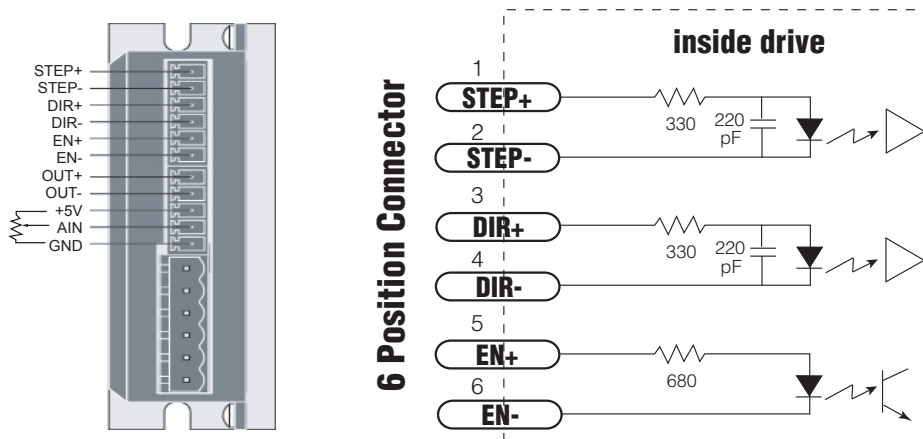 STEP+
STEP-
DIR+
DIR-
EN+
EN-
OUT+
OUT-
+5V
AIN
GND
6 Position Connector
inside drive
1
STEP+
330
220
pF
2
STEP-
3
DIR+
330
220
pF
4
DIR-
5
EN+
680
6
EN-